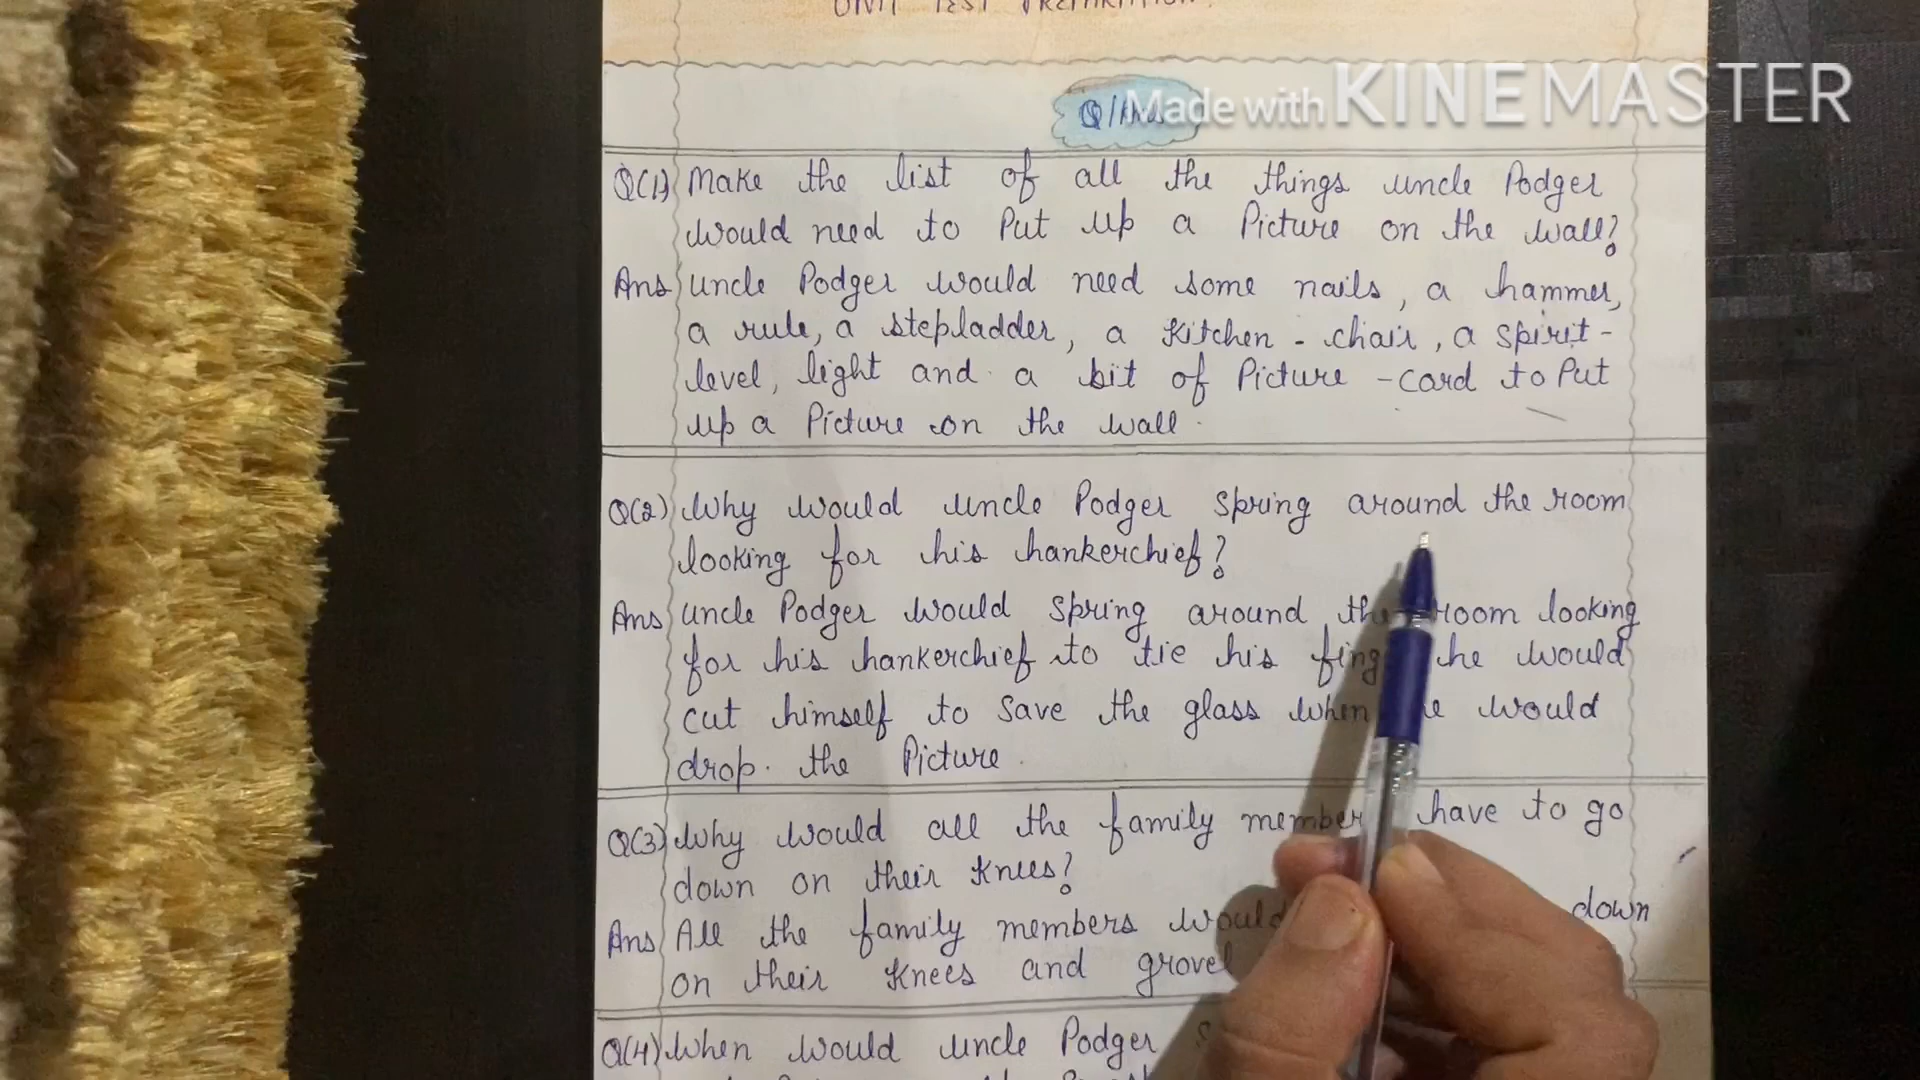 UNIT TEST PREPARATION.
Made with KINEMASTER
Q/Ans
Q(1) Make the list of all the things uncle Podger
would need to Put up a Picture on the wall?
Ans uncle Podger would need some nails, a hammer,
a rule, a stepladder, a kitchen - chair, a spirit -
level, light and a bit of Picture - card to Put
up a Picture on the wall.
Q(2) Why would uncle Podger spring around the room
looking for his hankerchief?
Ans uncle Podger would spring around the room looking
for his hankerchief to tie his he would
cut himself to save the glass when would
drop. the Picture.
Q(3) Why would all the family member have to go
down on their knees?
Ans All the family members would down
on their knees and grovel
Q(4) When would uncle Podger